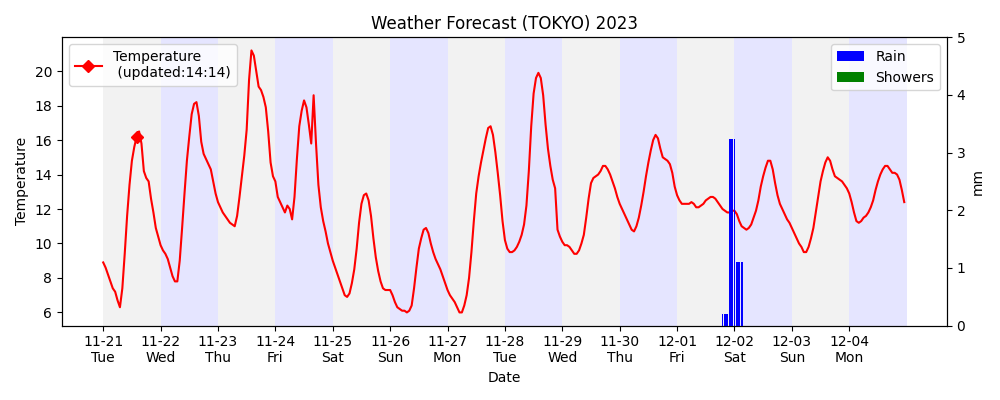 Weather Forecast (TOKYO) 2023
Temperature
(updated:14:14)
Rain
Showers
Temperature
20
18
16
14
12
10
8
6
5
4
3
2
1
0
mm
11-21 11-22 11-23 11-24 11-25 11-26 11-27 11-28 11-29 11-30 12-01 12-02 12-03 12-04
Tue Wed Thu Fri Sat Sun Mon Tue Wed Thu Fri Sat Sun Mon
Date